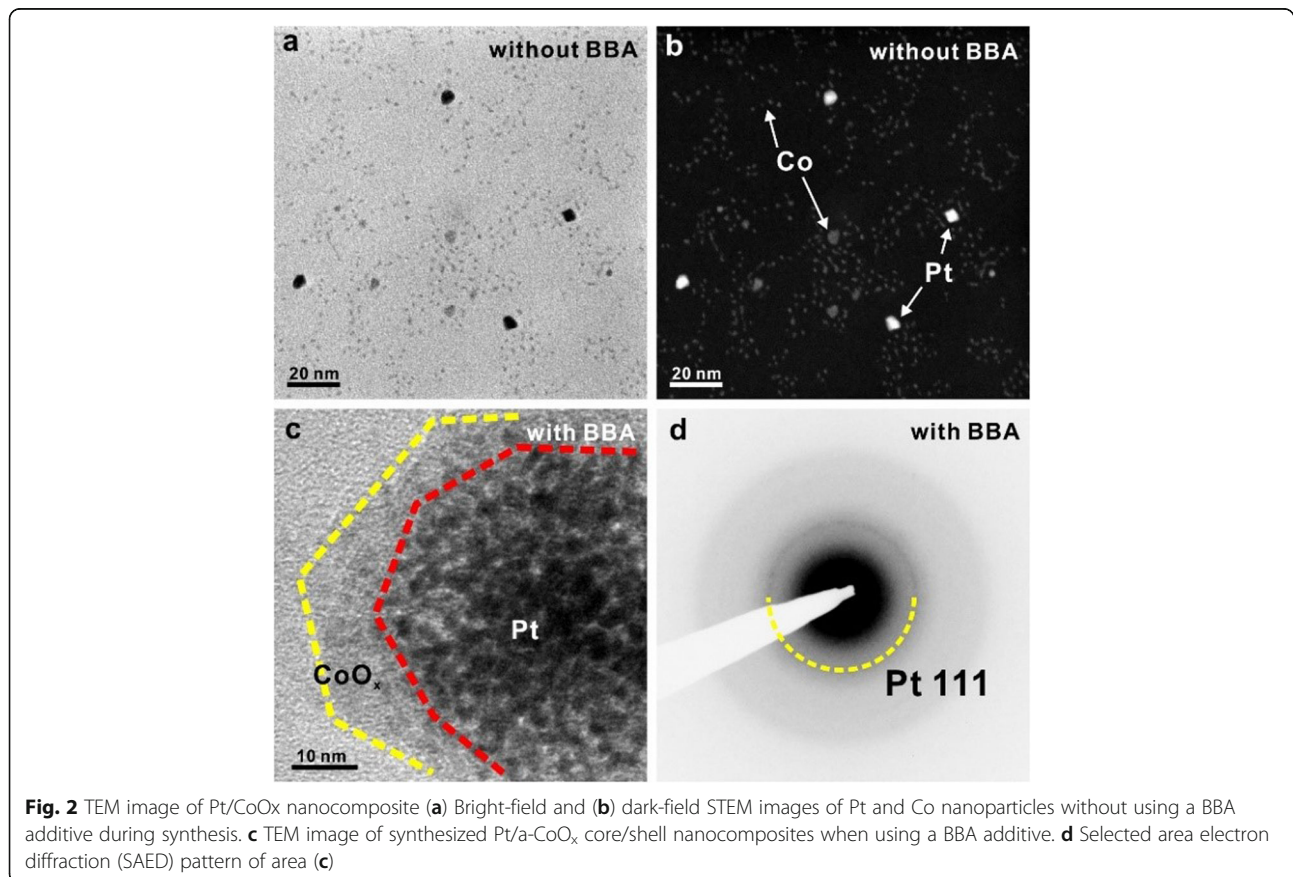 a
without BBA
b
without BBA
Co
Pt
20 nm
20 nm
c
with BBA
d
with BBA
Pt
CoOₓ
Pt 111
10 nm
Fig. 2 TEM image of Pt/CoOx nanocomposite (a) Bright-field and (b) dark-field STEM images of Pt and Co nanoparticles without using a BBA
additive during synthesis. c TEM image of synthesized Pt/a-CoOₓ core/shell nanocomposites when using a BBA additive. d Selected area electron
diffraction (SAED) pattern of area (c)